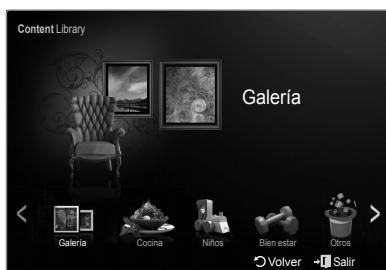 Content Library
Galería
Galería
Cocina
Niños
Bien estar
Otros
Volver
Salir